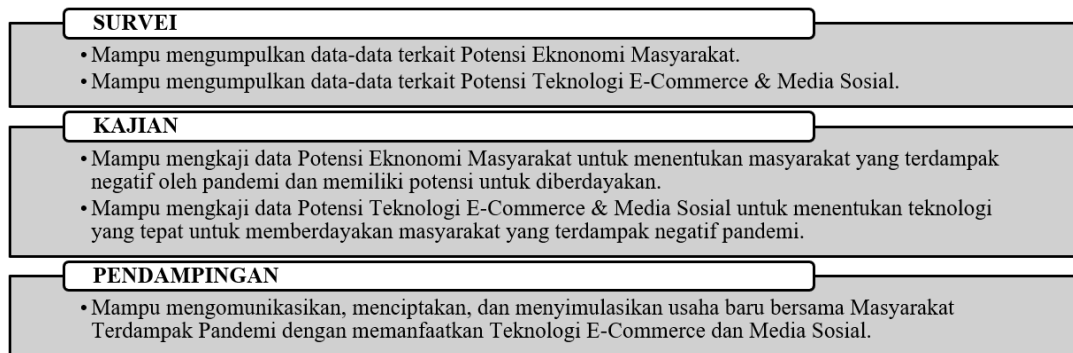 SURVEI
• Mampu mengumpulkan data-data terkait Potensi Eknonomi Masyarakat.
• Mampu mengumpulkan data-data terkait Potensi Teknologi E-Commerce & Media Sosial.
KAJIAN
• Mampu mengkaji data Potensi Eknonomi Masyarakat untuk menentukan masyarakat yang terdampak
negatif oleh pandemi dan memiliki potensi untuk diberdayakan.
• Mampu mengkaji data Potensi Teknologi E-Commerce & Media Sosial untuk menentukan teknologi
yang tepat untuk memberdayakan masyarakat yang terdampak negatif pandemi.
PENDAMPINGAN
• Mampu mengomunikasikan, menciptakan, dan menyimulasikan usaha baru bersama Masyarakat
Terdampak Pandemi dengan memanfaatkan Teknologi E-Commerce dan Media Sosial.